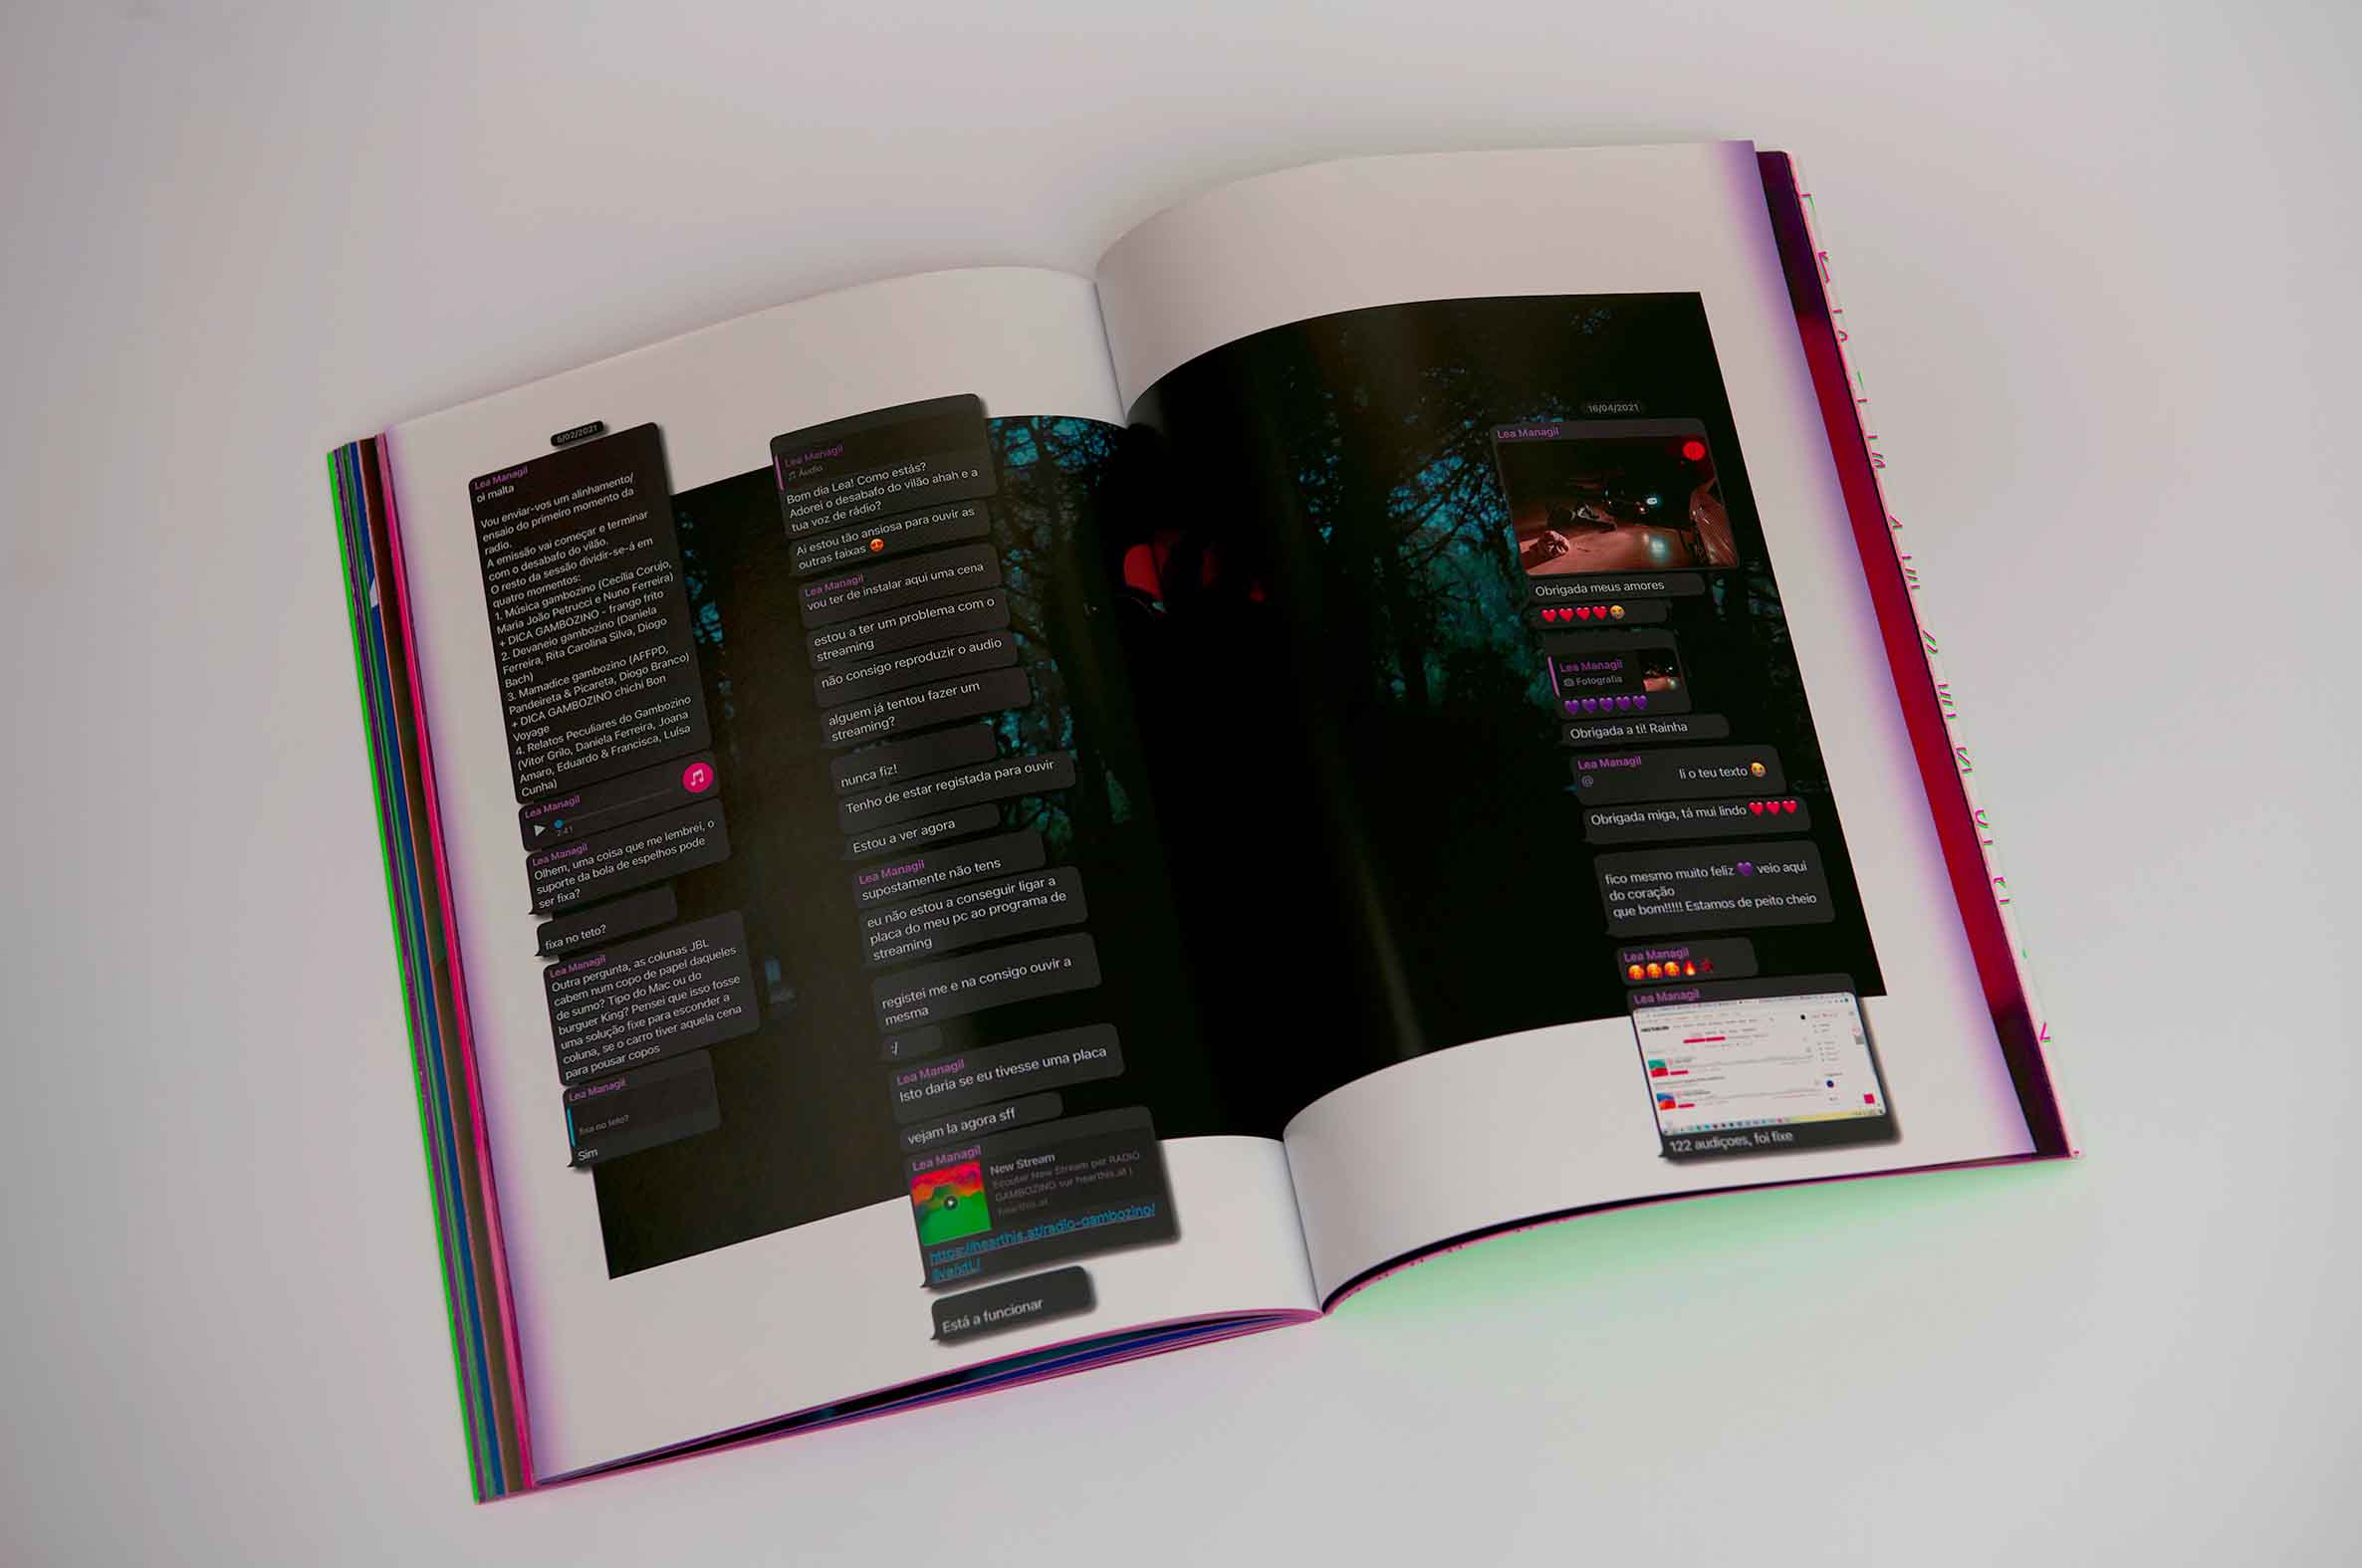 6/02/2021
Lea Managil
oi malta
Vou enviar-vos um alinhamento/
ensaio do primeiro momento da
radio.
A emissão vai começar e terminar
com o desabafo do vilão.
O resto da sessão dividir-se-á em
quatro momentos:
1. Música gambozino (Cecília Corujo,
Maria João Petrucci e Nuno Ferreira)
+ DICA GAMBOZINO - frango frito
2. Devaneio gambozino (Daniela
Ferreira, Rita Carolina Silva, Diogo
Bach)
3. Mamadice gambozino (AFFPD,
Pandeireta & Picareta, Diogo Branco)
+ DICA GAMBOZINO chichi Bon
Voyage
4. Relatos Peculiares do Gambozino
(Vitor Grilo, Daniela Ferreira, Joana
Amaro, Eduardo & Francisca, Luísa
Cunha)
Lea Managil
2:41
Lea Managil
Olhem, uma coisa que me lembrei, o
suporte da bola de espelhos pode
ser fixa?
fixa no teto?
Lea Managil
Outra pergunta, as colunas JBL
cabem num copo de papel daqueles
de sumo? Tipo do Mac ou do
burguer King? Pensei que isso fosse
uma solução fixe para esconder a
coluna, se o carro tiver aquela cena
para pousar copos
Lea Managil
fixa no teto?
Sim
Lea Managil
Áudio
Bom dia Lea! Como estás?
Adorei o desabafo do vilão ahah e a
tua voz de rádio?
Ai estou tão ansiosa para ouvir as
outras faixas 😍
Lea Managil
vou ter de instalar aqui uma cena
estou a ter um problema com o
streaming
não consigo reproduzir o audio
alguem já tentou fazer um
streaming?
nunca fiz!
Tenho de estar registada para ouvir
Estou a ver agora
Lea Managil
supostamente não tens
eu não estou a conseguir ligar a
placa do meu pc ao programa de
streaming
registei me e na consigo ouvir a
mesma
:/
Lea Managil
Isto daria se eu tivesse uma placa
vejam la agora sff
Lea Managil
New Stream
Ecouter New Stream par RADIO
GAMBOZINO sur hearthis.at |
hearthis.at
https://hearthis.at/radio-gambozino/
Está a funcionar
16/04/2021
Lea Managil
Obrigada meus amores
❤️❤️❤️❤️😢
Lea Managil
Fotografia
💜💜💜💜💜
Obrigada a ti! Rainha
Lea Managil
@ li o teu texto 😢
Obrigada miga, tá mui lindo ❤️❤️❤️
fico mesmo muito feliz 💜 veio aqui
do coração
que bom!!!!! Estamos de peito cheio
Lea Managil
🥰🥰🥰🔥
Lea Managil
122 audiçoes, foi fixe